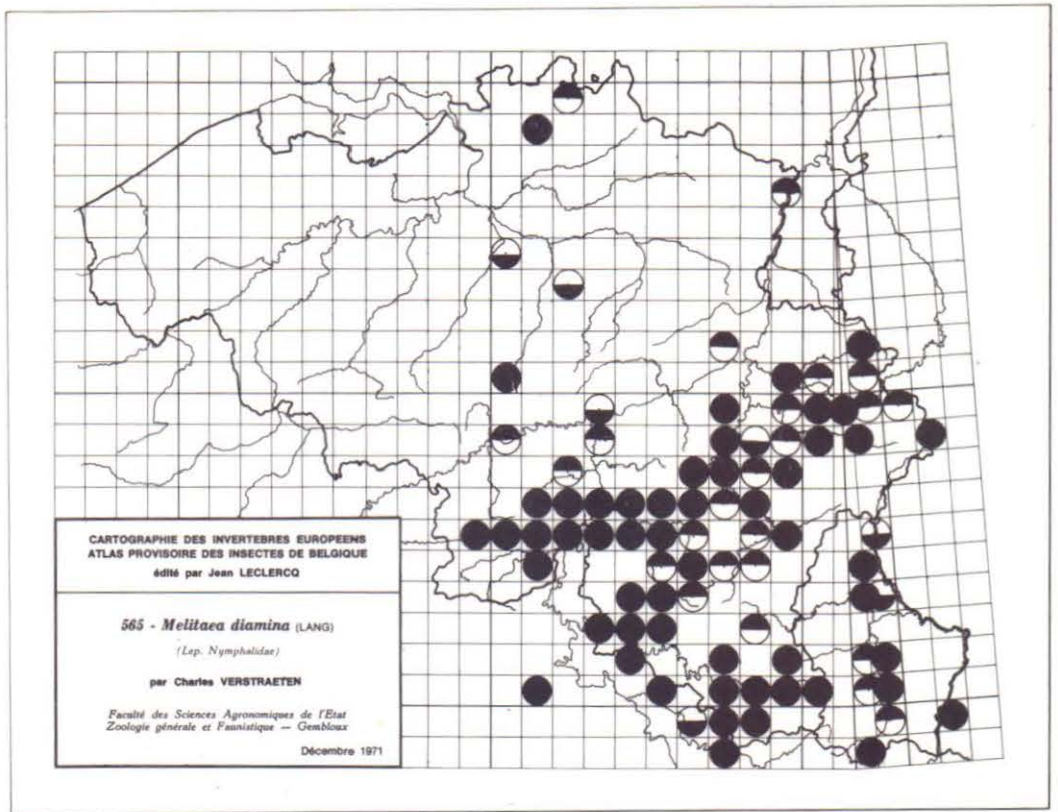 CARTOGRAPHIE DES INVERTEBRES EUROPEENS
ATLAS PROVISOIRE DES INSECTES DE BELGIQUE
édité par Jean LECLERCQ
565 - Melitaea diamina (LANG)
(Lep. Nymphalidae)
par Charles VERSTRAETEN
Faculté des Sciences Agronomiques de l'Etat
Zoologie générale et Faunistique — Gembloux
Décembre 1971